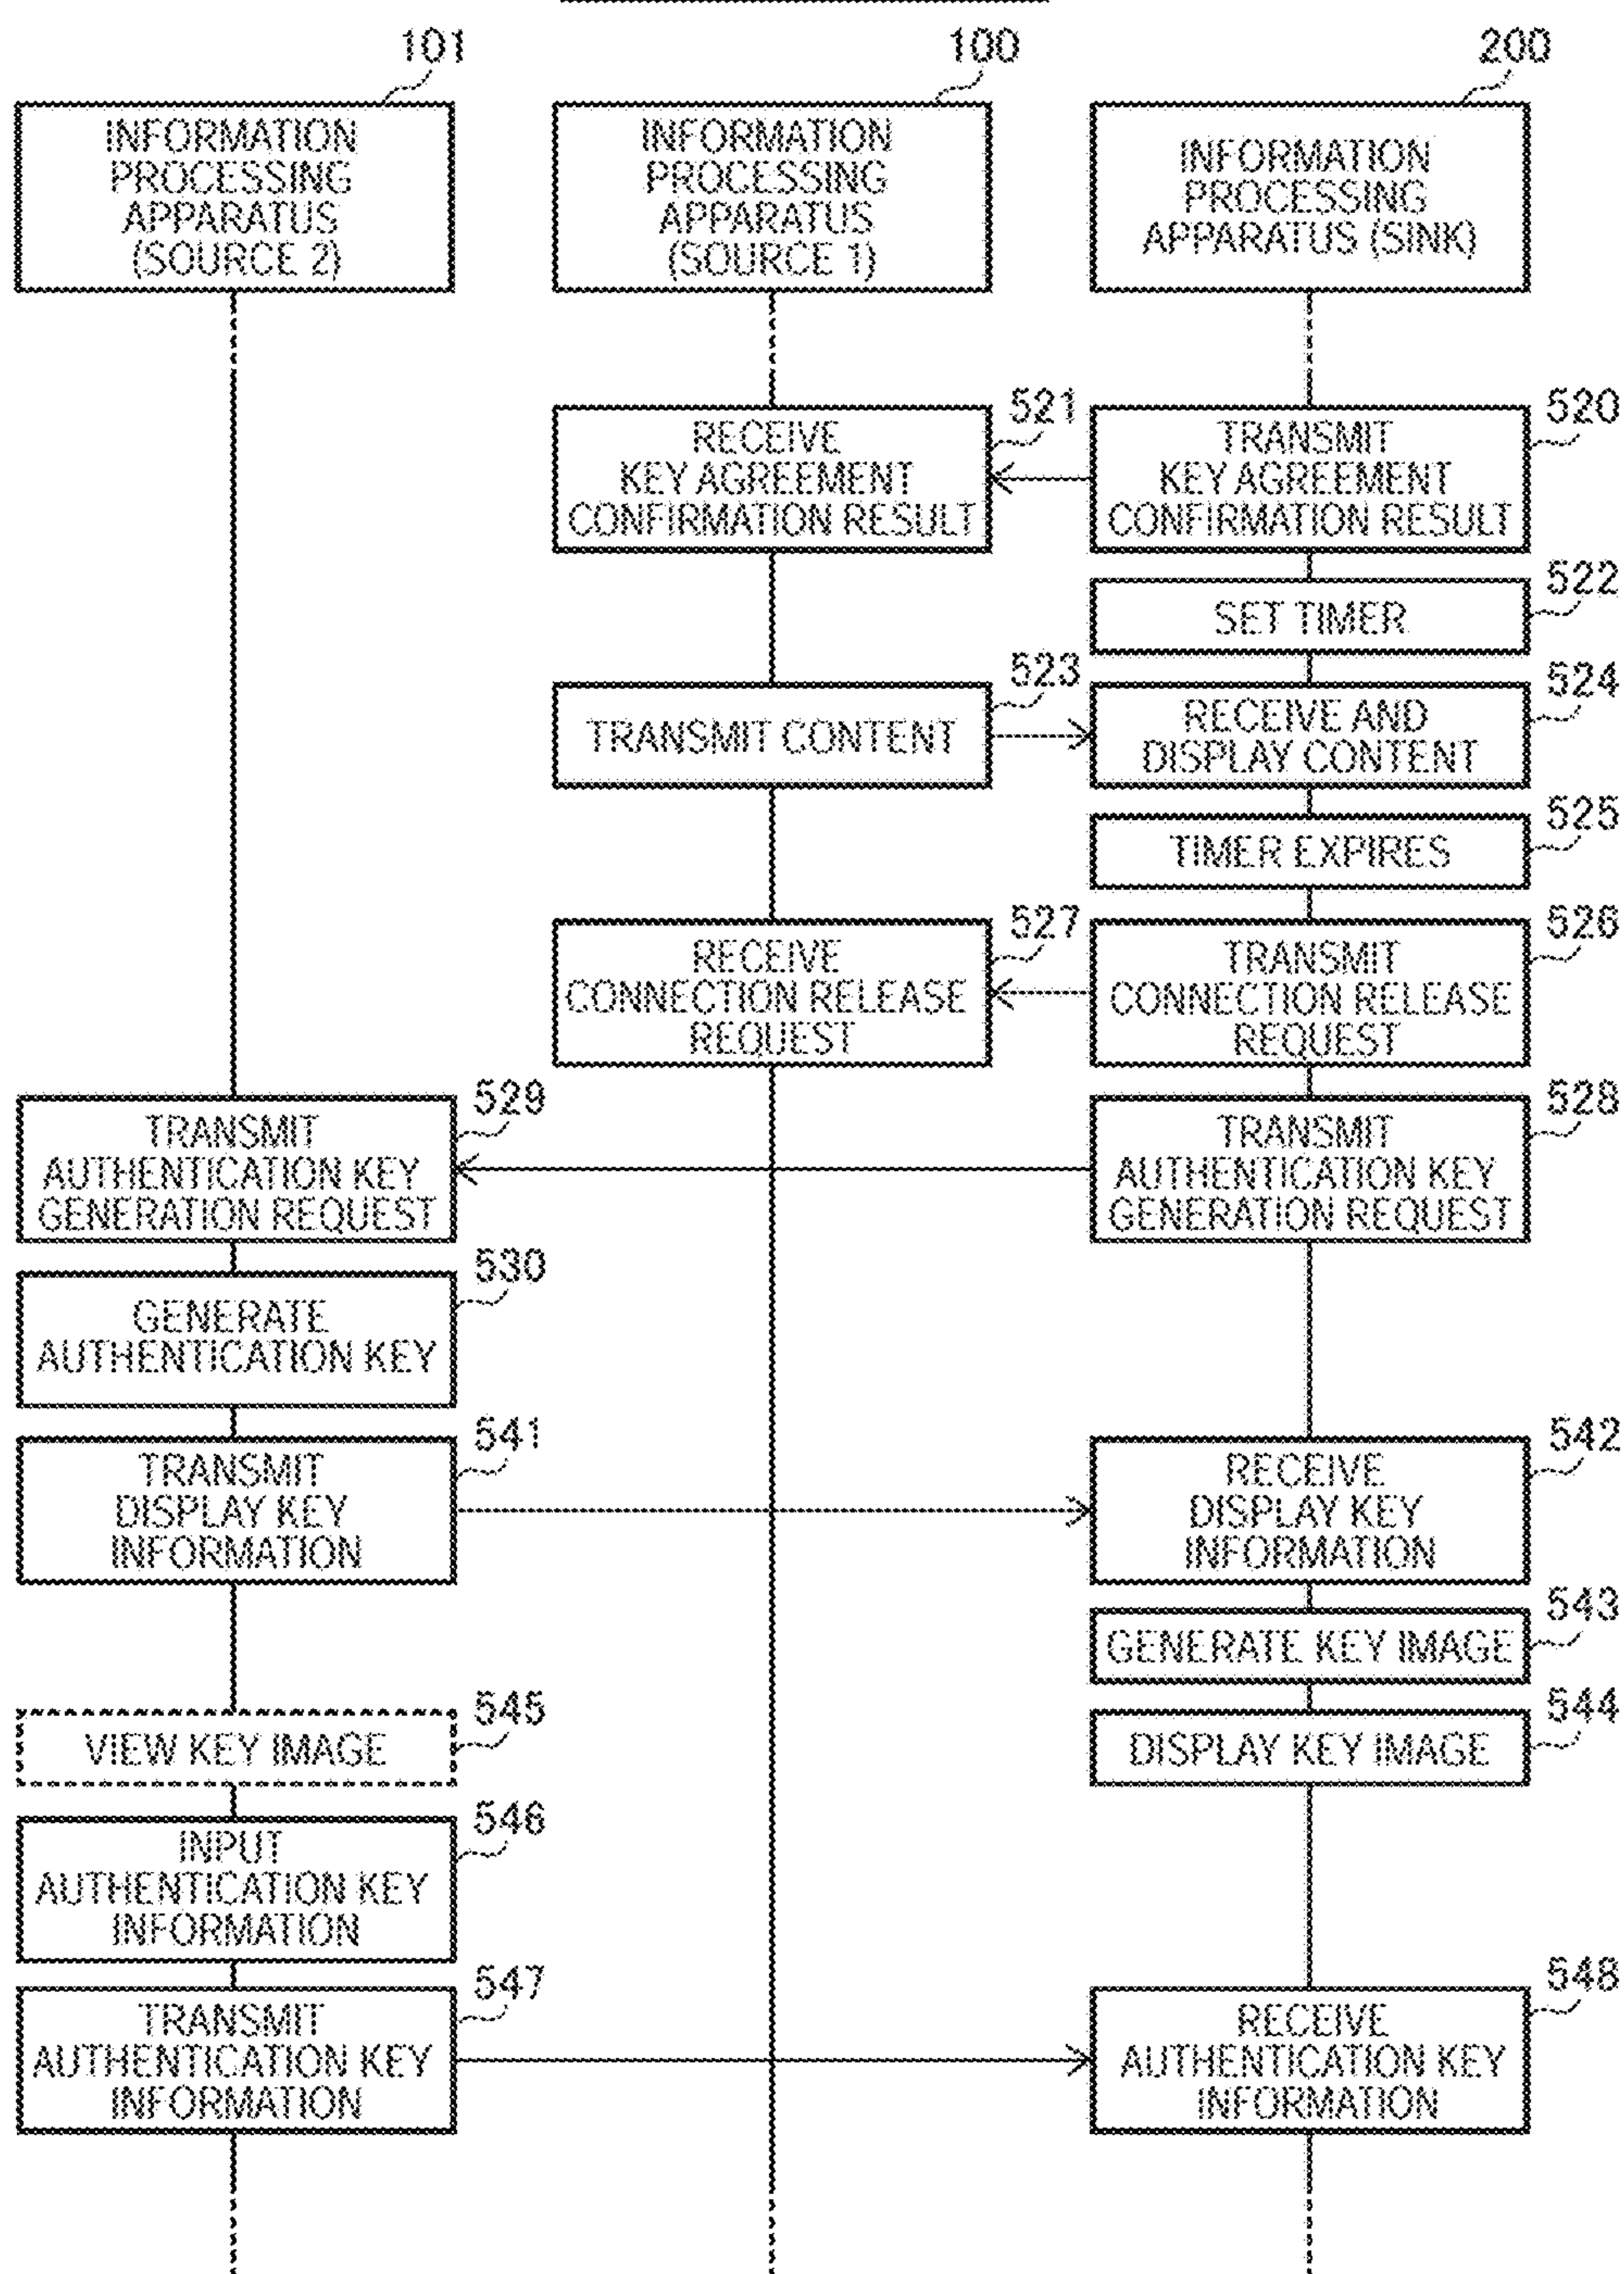 101
100
200
INFORMATION
PROCESSING
APPARATUS
(SOURCE 2)
INFORMATION
PROCESSING
APPARATUS
(SOURCE 1)
INFORMATION
PROCESSING
APPARATUS (SINK)
521
RECEIVE
KEY AGREEMENT
CONFIRMATION RESULT
520
TRANSMIT
KEY AGREEMENT
CONFIRMATION RESULT
522
SET TIMER
523
TRANSMIT CONTENT
524
RECEIVE AND
DISPLAY CONTENT
525
TIMER EXPIRES
527
RECEIVE
CONNECTION RELEASE
REQUEST
526
TRANSMIT
CONNECTION RELEASE
REQUEST
529
TRANSMIT
AUTHENTICATION KEY
GENERATION REQUEST
528
TRANSMIT
AUTHENTICATION KEY
GENERATION REQUEST
530
GENERATE
AUTHENTICATION KEY
541
TRANSMIT
DISPLAY KEY
INFORMATION
542
RECEIVE
DISPLAY KEY
INFORMATION
543
GENERATE KEY IMAGE
545
VIEW KEY IMAGE
544
DISPLAY KEY IMAGE
546
INPUT
AUTHENTICATION KEY
INFORMATION
547
TRANSMIT
AUTHENTICATION KEY
INFORMATION
548
RECEIVE
AUTHENTICATION KEY
INFORMATION